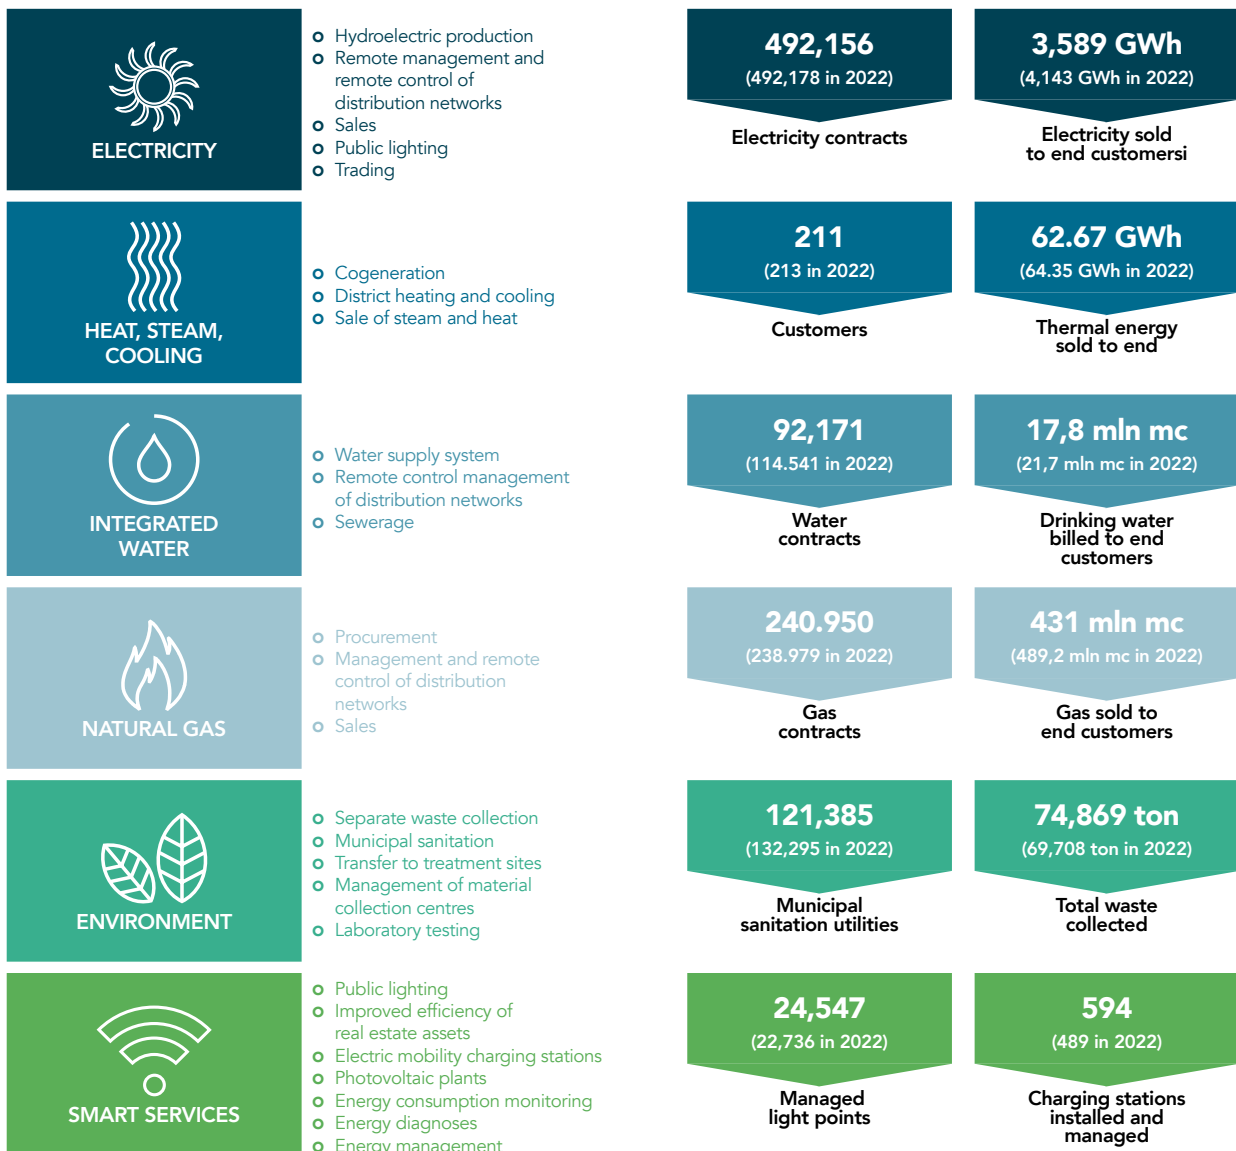 ELECTRICITY
Hydroelectric production
Remote management and
remote control of
distribution networks
Sales
Public lighting
Trading
492,156
(492,178 in 2022)
Electricity contracts
3,589 GWh
(4,143 GWh in 2022)
Electricity sold
to end customersi
HEAT, STEAM,
COOLING
Cogeneration
District heating and cooling
Sale of steam and heat
211
(213 in 2022)
Customers
62.67 GWh
(64.35 GWh in 2022)
Thermal energy
sold to end
INTEGRATED
WATER
Water supply system
Remote control management
of distribution networks
Sewerage
92,171
(114.541 in 2022)
Water
contracts
17,8 mln mc
(21,7 mln mc in 2022)
Drinking water
billed to end
customers
NATURAL GAS
Procurement
Management and remote
control of distribution
networks
Sales
240.950
(238.979 in 2022)
Gas
contracts
431 mln mc
(489,2 mln mc in 2022)
Gas sold to
end customers
ENVIRONMENT
Separate waste collection
Municipal sanitation
Transfer to treatment sites
Management of material
collection centres
Laboratory testing
121,385
(132,295 in 2022)
Municipal
sanitation utilities
74,869 ton
(69,708 ton in 2022)
Total waste
collected
SMART SERVICES
Public lighting
Improved efficiency of
real estate assets
Electric mobility charging stations
Photovoltaic plants
Energy consumption monitoring
Energy diagnoses
Energy management
24,547
(22,736 in 2022)
Managed
light points
594
(489 in 2022)
Charging stations
installed and
managed